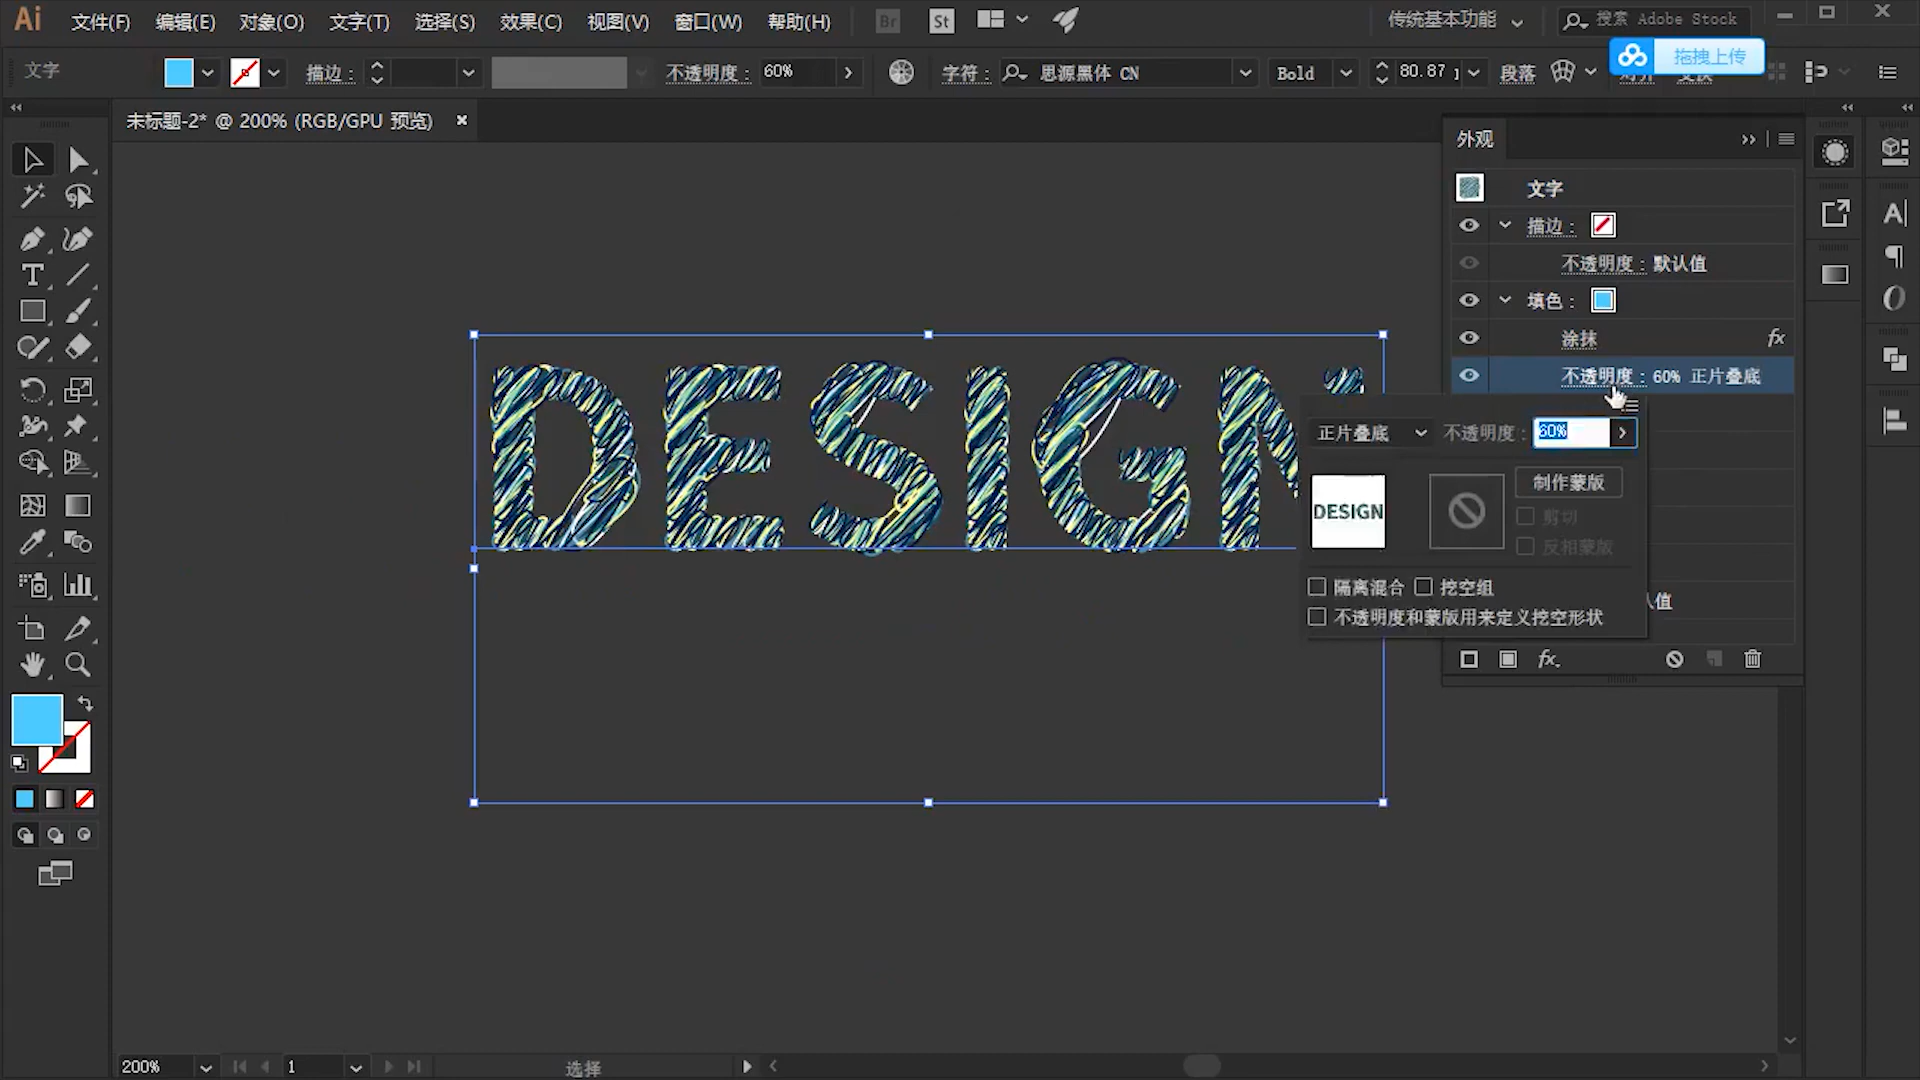 Ai 文件(F) 编辑(E) 对象(O) 文字(T) 选择(S) 效果(C) 视图(V) 窗口(W) 帮助(H) Br St 传统基本功能 搜索 Adobe Stock
文字 描边： 不透明度： 60% 字符： 思源黑体 CN Bold 80.87 段落 拖拽上传
未标题-2* @ 200% (RGB/GPU 预览)
外观
文字
描边：
不透明度：默认值
填色：
涂抹 fx
不透明度：60% 正片叠底
DESIGN
正片叠底 不透明度： 60%
制作蒙版
DESIGN
剪切
反相蒙版
隔离混合 挖空组
认值
不透明度和蒙版用来定义挖空形状
fx
200% 1 选择